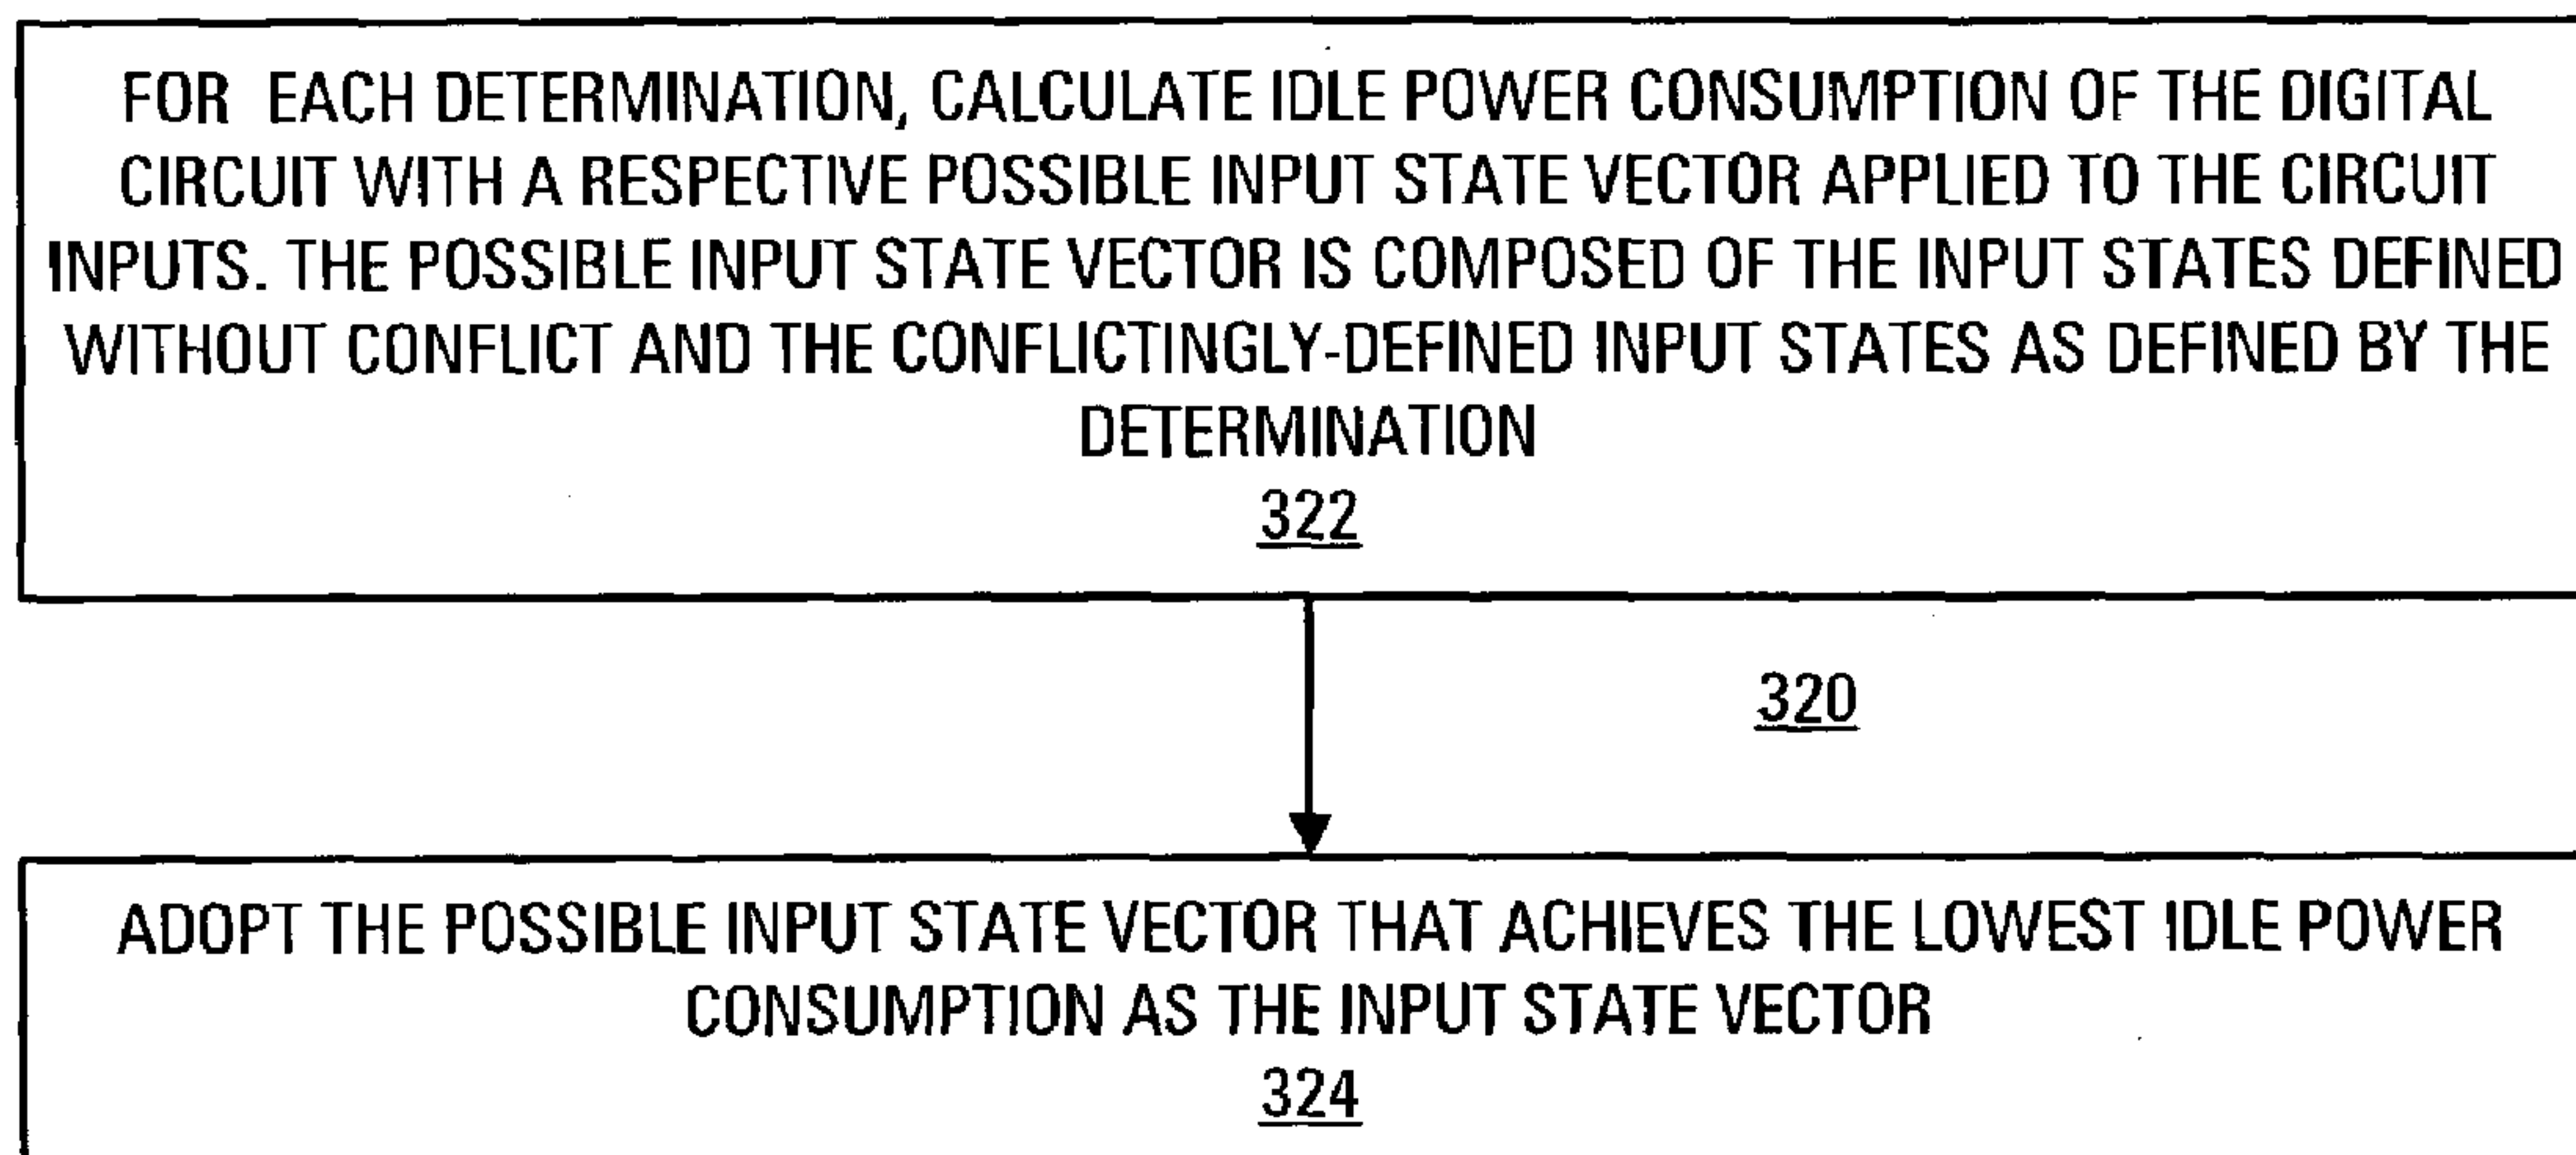 FOR EACH DETERMINATION, CALCULATE IDLE POWER CONSUMPTION OF THE DIGITAL
CIRCUIT WITH A RESPECTIVE POSSIBLE INPUT STATE VECTOR APPLIED TO THE CIRCUIT
INPUTS. THE POSSIBLE INPUT STATE VECTOR IS COMPOSED OF THE INPUT STATES DEFINED
WITHOUT CONFLICT AND THE CONFLICTINGLY-DEFINED INPUT STATES AS DEFINED BY THE
DETERMINATION
322
320
ADOPT THE POSSIBLE INPUT STATE VECTOR THAT ACHIEVES THE LOWEST IDLE POWER
CONSUMPTION AS THE INPUT STATE VECTOR
324